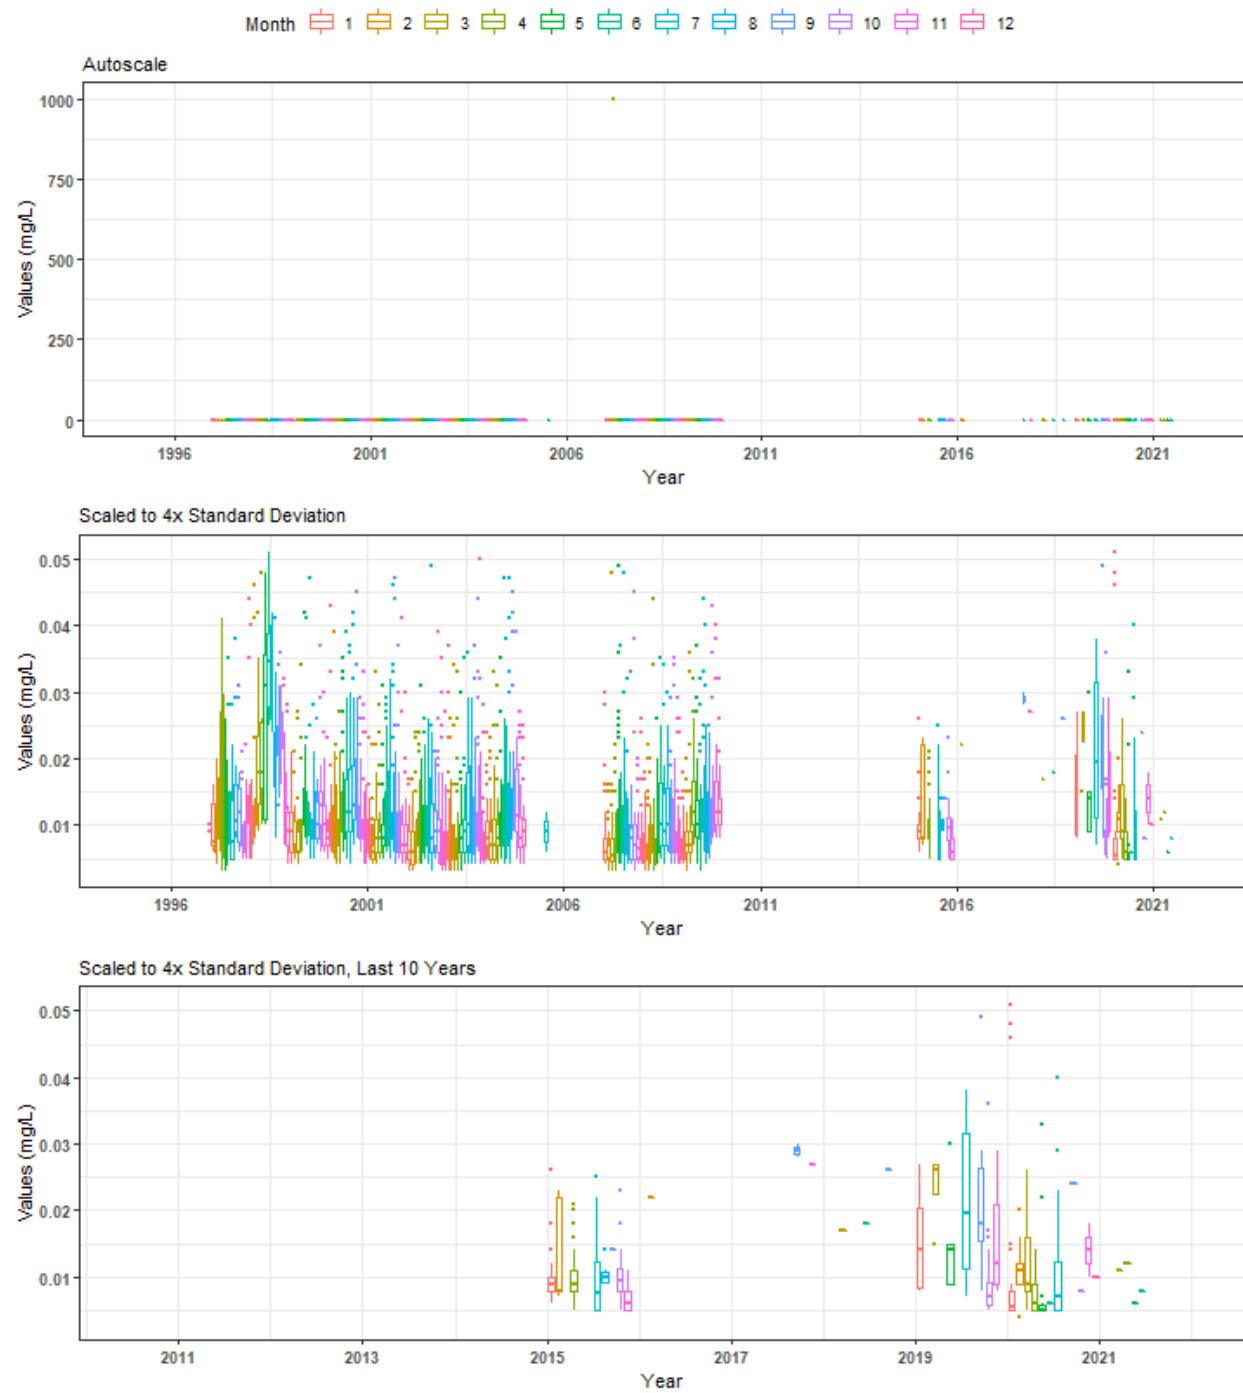 Month 1 2 3 4 5 6 7 8 9 10 11 12
Autoscale
1000
750
500
250
0
Values (mg/L)
1996 2001 2006 2011 2016 2021
Year
Scaled to 4x Standard Deviation
0.05
0.04
0.03
0.02
0.01
Values (mg/L)
1996 2001 2006 2011 2016 2021
Year
Scaled to 4x Standard Deviation, Last 10 Years
0.05
0.04
0.03
0.02
0.01
Values (mg/L)
2011 2013 2015 2017 2019 2021
Year